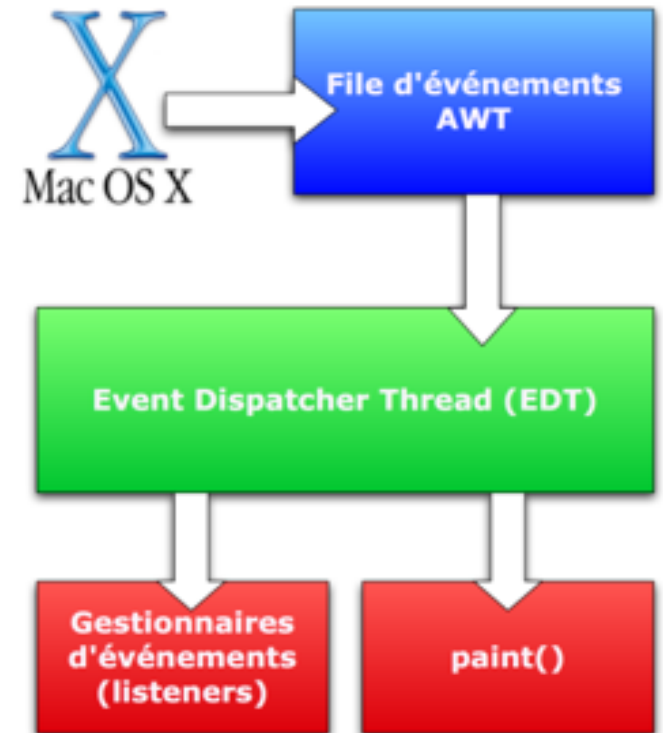 X
Mac OS X
File d'événements
AWT
Event Dispatcher Thread (EDT)
Gestionnaires
d'événements
(listeners)
paint()